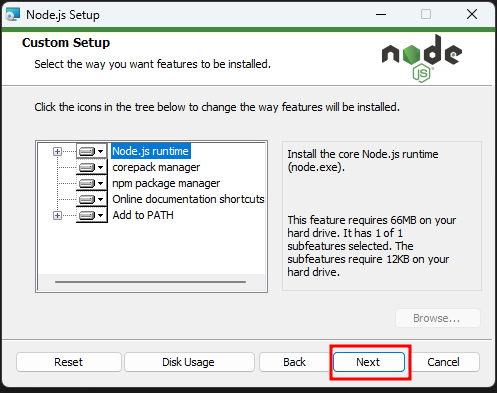 Node.js Setup
Custom Setup
Select the way you want features to be installed.
node
JS
Click the icons in the tree below to change the way features will be installed.
Node.js runtime
corepack manager
npm package manager
Online documentation shortcuts
Add to PATH
Install the core Node.js runtime
(node.exe).
This feature requires 66MB on your
hard drive. It has 1 of 1
subfeatures selected. The
subfeatures require 12KB on your
hard drive.
Browse...
Reset
Disk Usage
Back
Next
Cancel